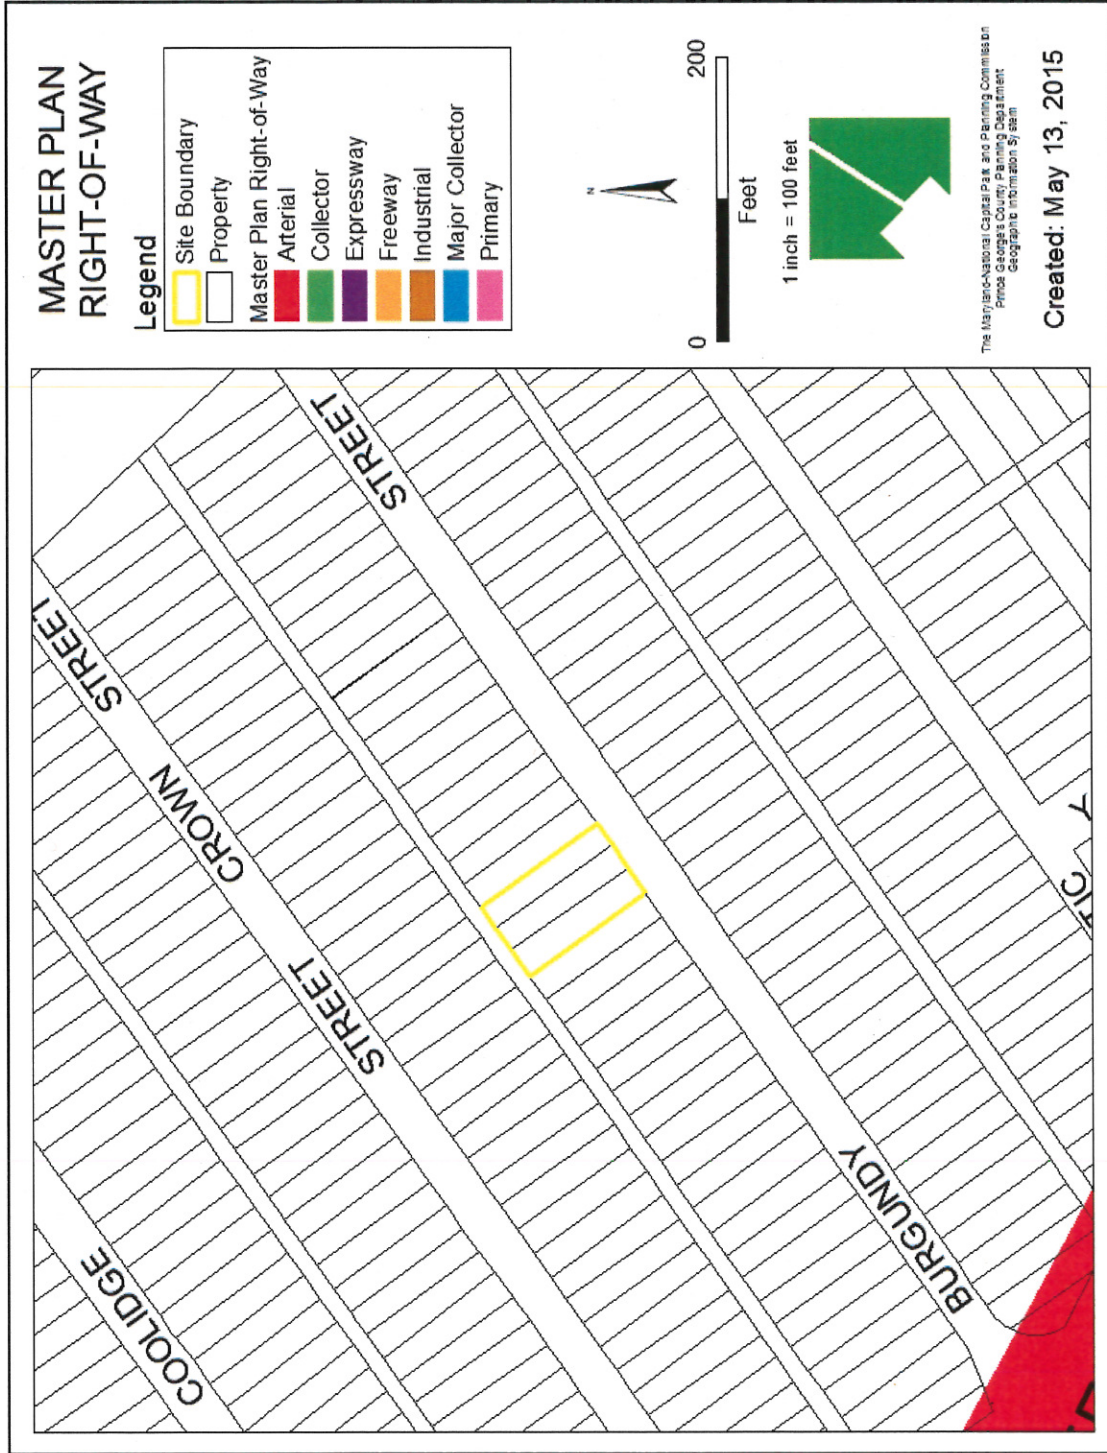 MASTER PLAN
RIGHT-OF-WAY
Legend
Site Boundary
Property
Master Plan Right-of-Way
Arterial
Collector
Expressway
Freeway
Industrial
Major Collector
Primary
N
0
200
Feet
1 inch = 100 feet
The Maryland-National Capital Park and Planning Commission
Prince George's County Planning Department
Geographic Information System
Created: May 13, 2015
COOLIDGE
STREET
CROWN
STREET
BURGUNDY
STREET
TIC
Y